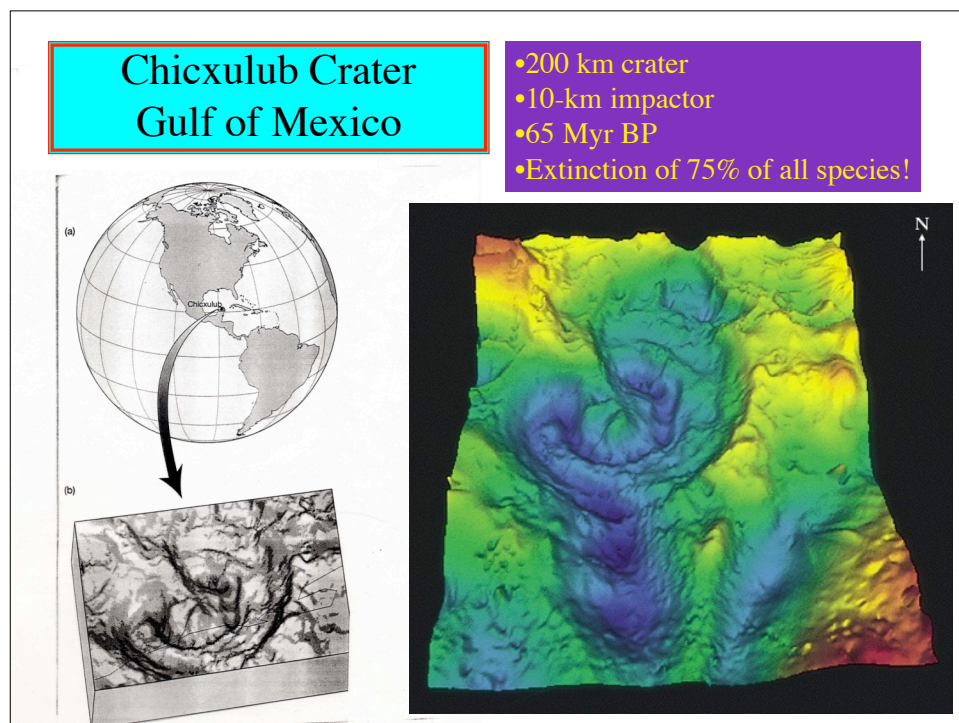 Chicxulub Crater
Gulf of Mexico
•200 km crater
•10-km impactor
•65 Myr BP
•Extinction of 75% of all species!
(a)
Chicxulub
(b)
N